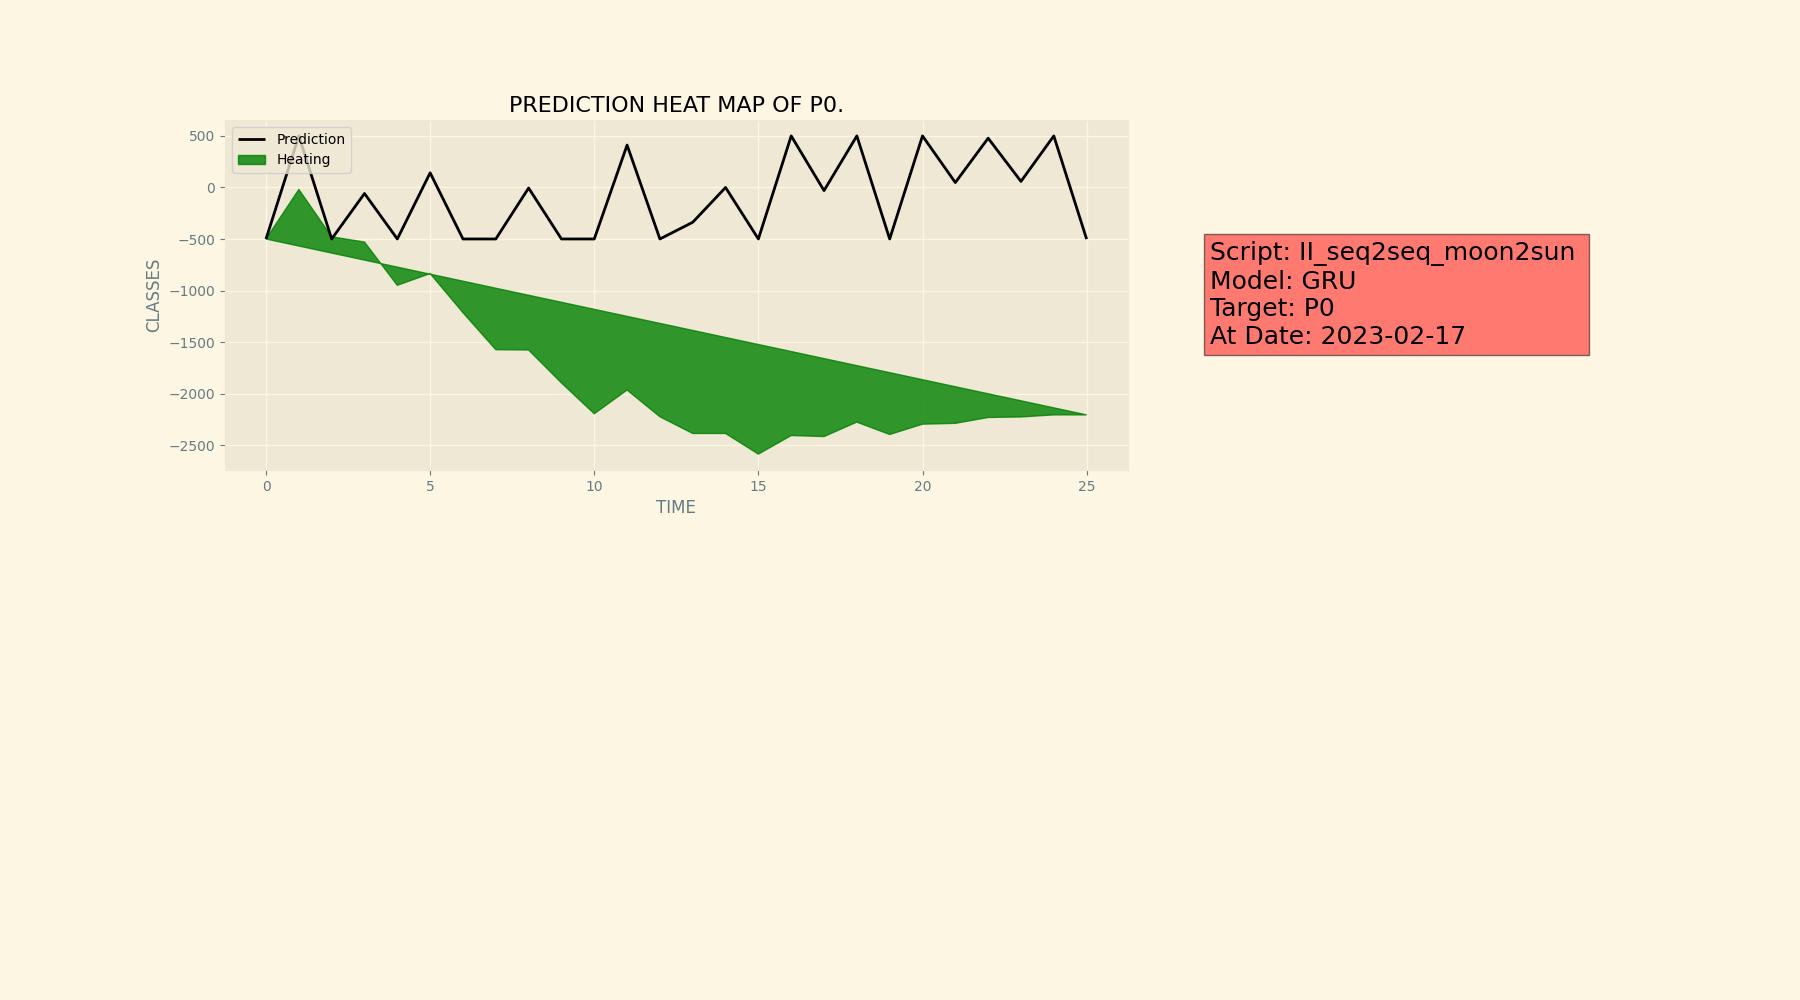 PREDICTION HEAT MAP OF P0.
Prediction
Heating
500
0
−500
−1000
−1500
−2000
−2500
CLASSES
0 5 10 15 20 25
TIME
Script: II_seq2seq_moon2sun
Model: GRU
Target: P0
At Date: 2023-02-17